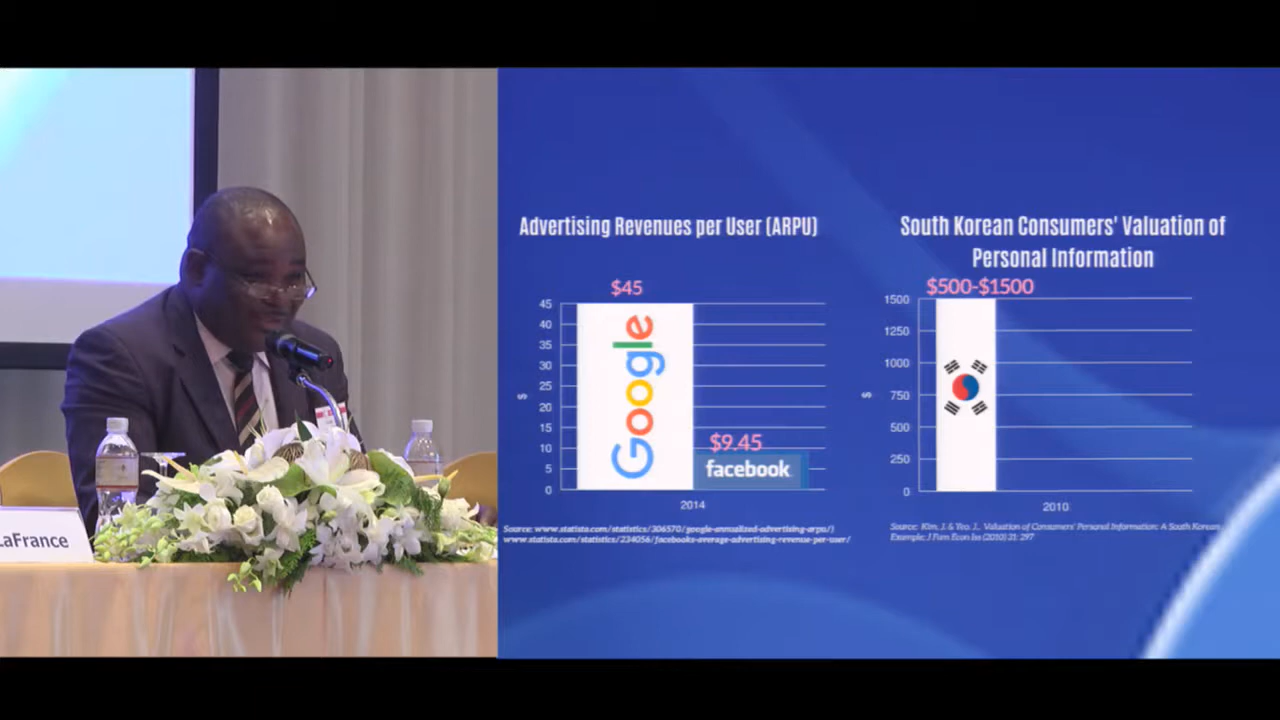 LaFrance
Advertising Revenues per User (ARPU)
$45
45
40
35
30
25
20
15
10
5
0
$
Google
$9.45
facebook
2014
Source: www.statista.com/statistics/306570/google-annualized-advertising-arpu/)
www.statista.com/statistics/234056/facebooks-average-advertising-revenue-per-user/
South Korean Consumers' Valuation of
Personal Information
$500-$1500
1500
1250
1000
750
500
250
0
$
2010
Source: Kim, J. & Yeo, J., Valuation of Consumers' Personal Information: A South Korean
Example; J Fam Econ Iss (2010) 31: 297